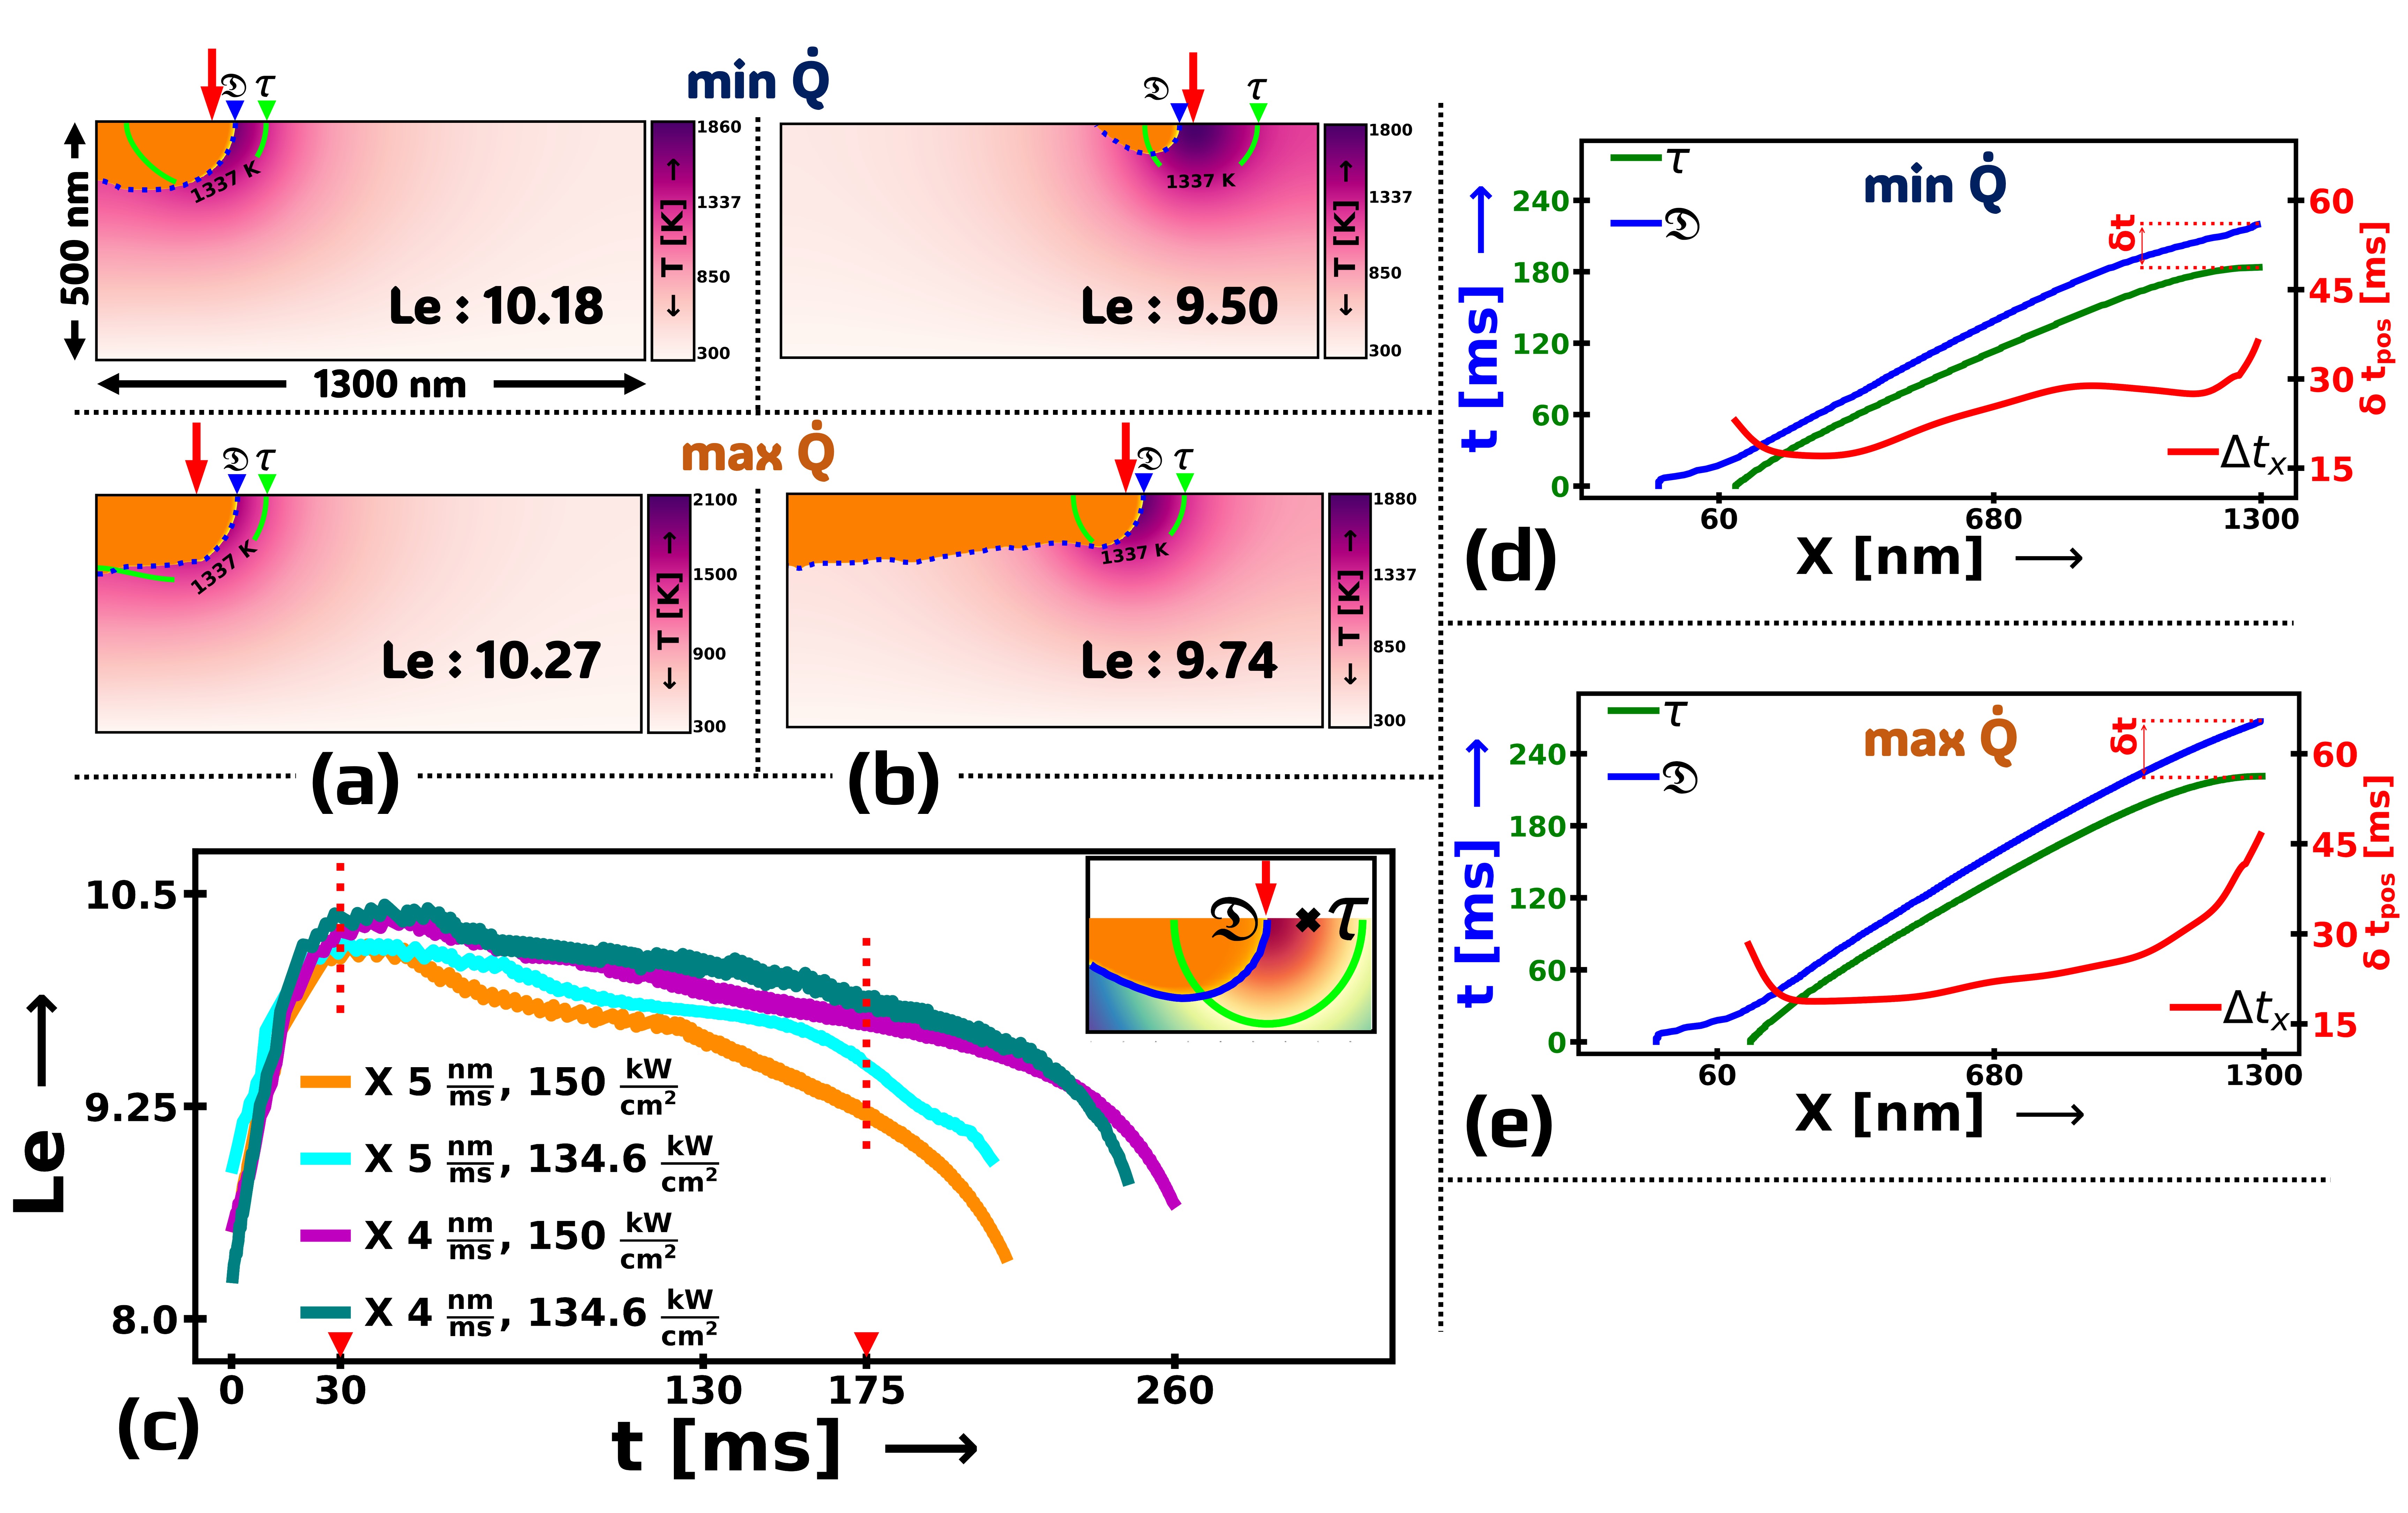 min Q̇
𝔇 τ
1337 K
Le : 10.18
← 500 nm →
1300 nm
1860
1337
850
300
← T [K] →
𝔇 τ
1337 K
Le : 9.50
1800
1337
850
300
← T [K] →
max Q̇
𝔇 τ
1337 K
Le : 10.27
2100
1500
900
300
← T [K] →
𝔇 τ
1337 K
Le : 9.74
1880
1337
850
300
← T [K] →
(a)
(b)
Le →
10.5
9.25
8.0
𝔇 ✖ τ
X 5 nm/ms, 150 kW/cm²
X 5 nm/ms, 134.6 kW/cm²
X 4 nm/ms, 150 kW/cm²
X 4 nm/ms, 134.6 kW/cm²
0 30 130 175 260
(c)
t [ms] →
τ
𝔇
min Q̇
δt
Δtₓ
t [ms] →
240
180
120
60
0
60
45
30
15
δ tpos [ms]
60 680 1300
(d)
X [nm] →
τ
𝔇
max Q̇
δt
Δtₓ
t [ms] →
240
180
120
60
0
60
45
30
15
δ tpos [ms]
60 680 1300
(e)
X [nm] →